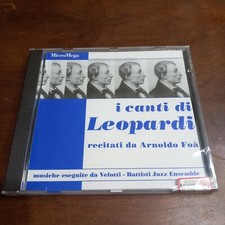 MicroMega
i canti di
Leopardi
recitati da Arnoldo Foà
musiche eseguite da Velotti - Battisti Jazz Ensemble